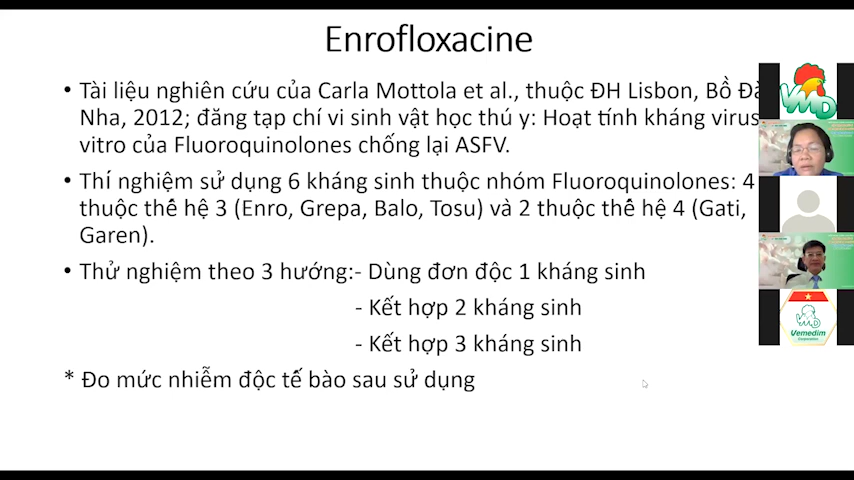 Enrofloxacine
• Tài liệu nghiên cứu của Carla Mottola et al., thuộc ĐH Lisbon, Bồ Đà
Nha, 2012; đăng tạp chí vi sinh vật học thú y: Hoạt tính kháng virus
vitro của Fluoroquinolones chống lại ASFV.
• Thí nghiệm sử dụng 6 kháng sinh thuộc nhóm Fluoroquinolones: 4
thuộc thế hệ 3 (Enro, Grepa, Balo, Tosu) và 2 thuộc thế hệ 4 (Gati,
Garen).
• Thử nghiệm theo 3 hướng:- Dùng đơn độc 1 kháng sinh
- Kết hợp 2 kháng sinh
- Kết hợp 3 kháng sinh
* Đo mức nhiễm độc tế bào sau sử dụng
VMD
Vemedim
Corporation